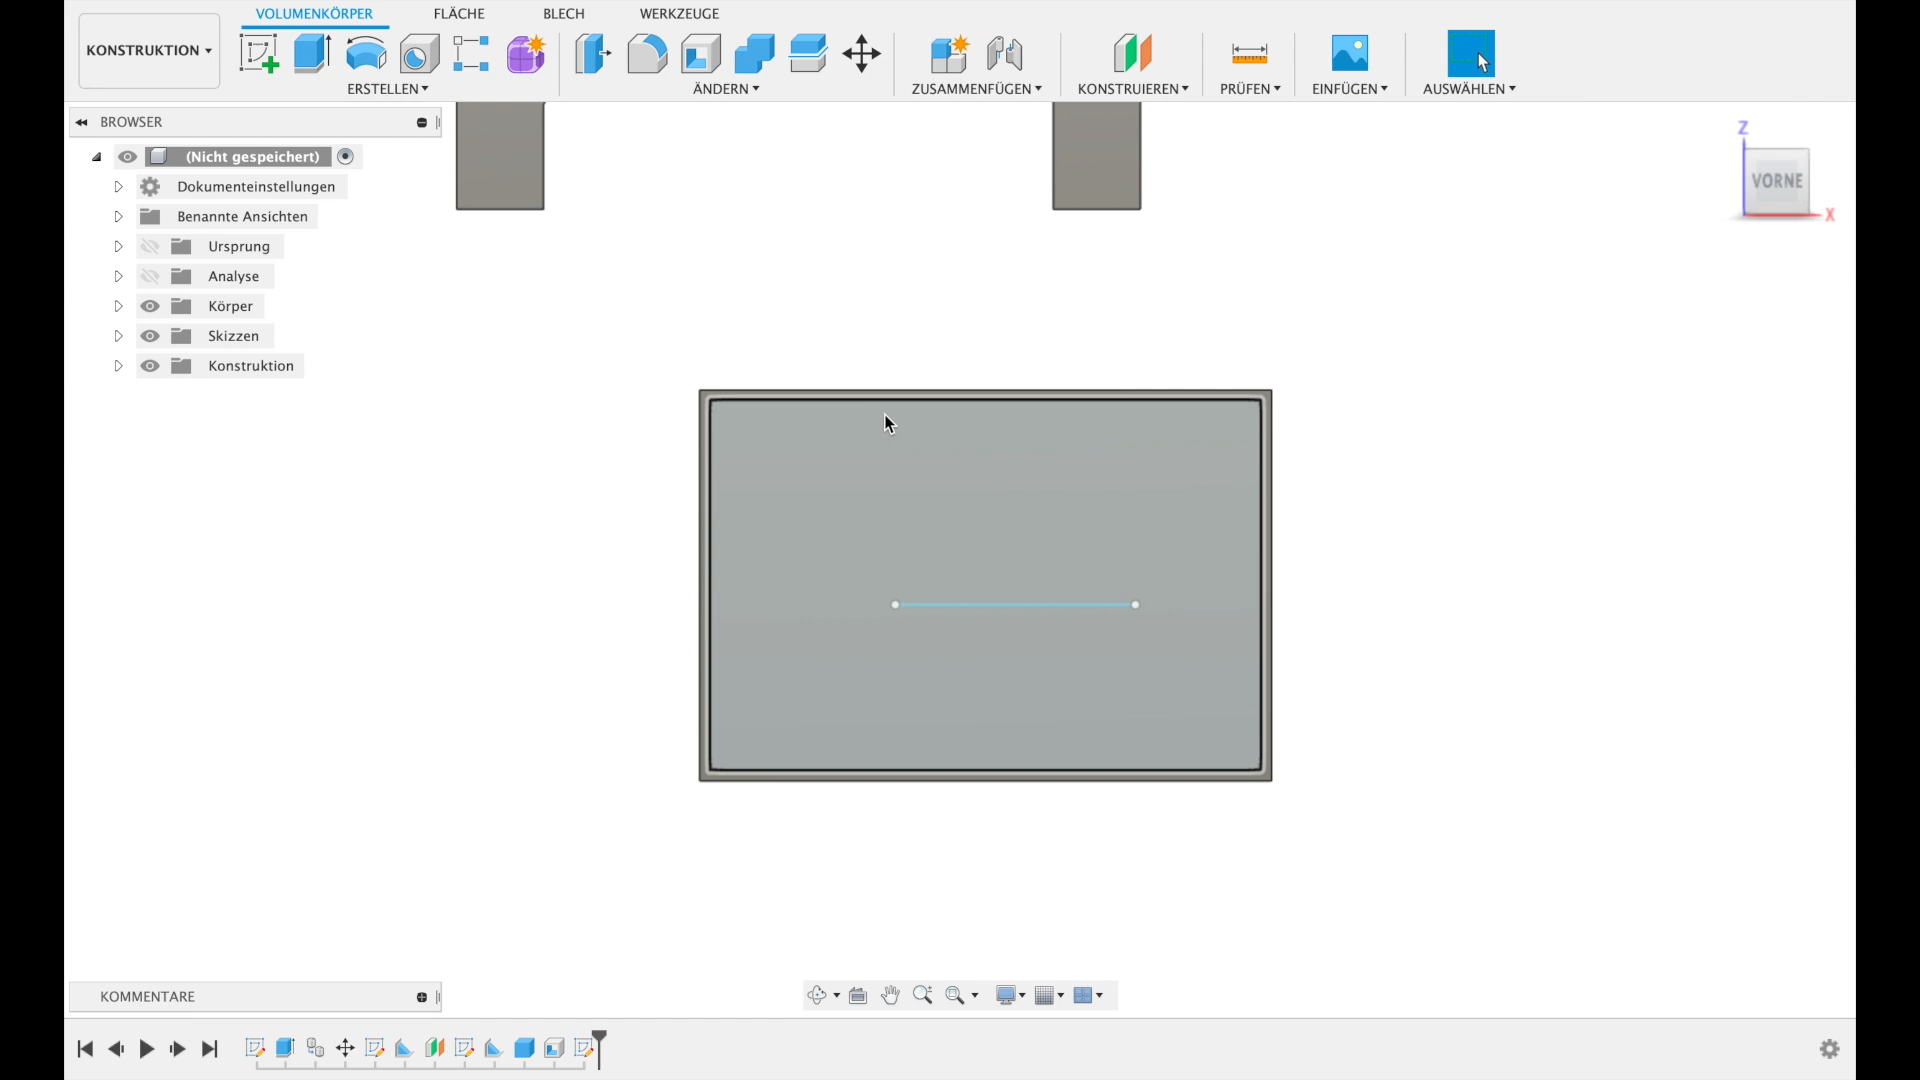 VOLUMENKÖRPER FLÄCHE BLECH WERKZEUGE
KONSTRUKTION
ERSTELLEN ÄNDERN ZUSAMMENFÜGEN KONSTRUIEREN PRÜFEN EINFÜGEN AUSWÄHLEN
BROWSER
(Nicht gespeichert)
Dokumenteinstellungen
Benannte Ansichten
Ursprung
Analyse
Körper
Skizzen
Konstruktion
Z
VORNE
X
KOMMENTARE